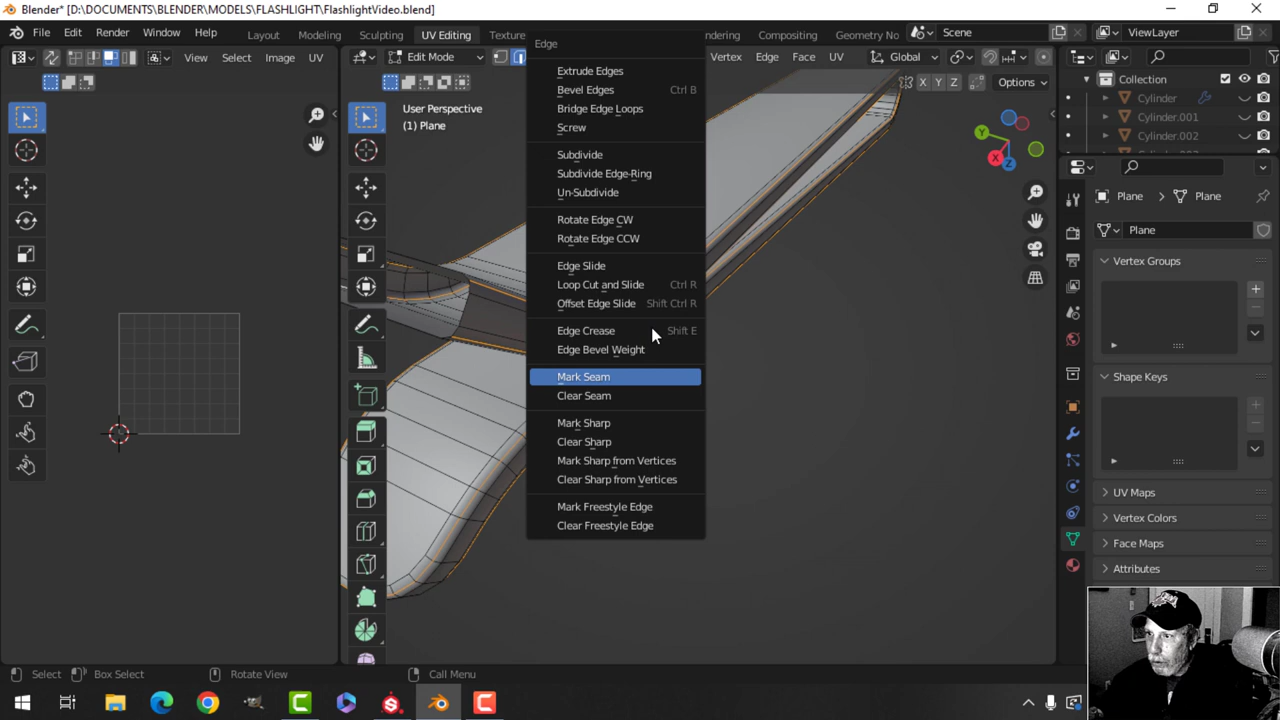 Blender* [D:\DOCUMENTS\BLENDER\MODELS\FLASHLIGHT\FlashlightVideo.blend]
File Edit Render Window Help Layout Modeling Sculpting UV Editing Texture Rendering Compositing Geometry No Scene ViewLayer
View Select Image UV Edit Mode Vertex Edge Face UV Global
X Y Z Options
User Perspective
(1) Plane
Edge
Extrude Edges
Bevel Edges Ctrl B
Bridge Edge Loops
Screw
Subdivide
Subdivide Edge-Ring
Un-Subdivide
Rotate Edge CW
Rotate Edge CCW
Edge Slide
Loop Cut and Slide Ctrl R
Offset Edge Slide Shift Ctrl R
Edge Crease Shift E
Edge Bevel Weight
Mark Seam
Clear Seam
Mark Sharp
Clear Sharp
Mark Sharp from Vertices
Clear Sharp from Vertices
Mark Freestyle Edge
Clear Freestyle Edge
Y
X
Z
Collection
Cylinder
Cylinder.001
Cylinder.002
Plane Plane
Plane
Vertex Groups
Shape Keys
UV Maps
Vertex Colors
Face Maps
Attributes
Select Box Select Rotate View Call Menu